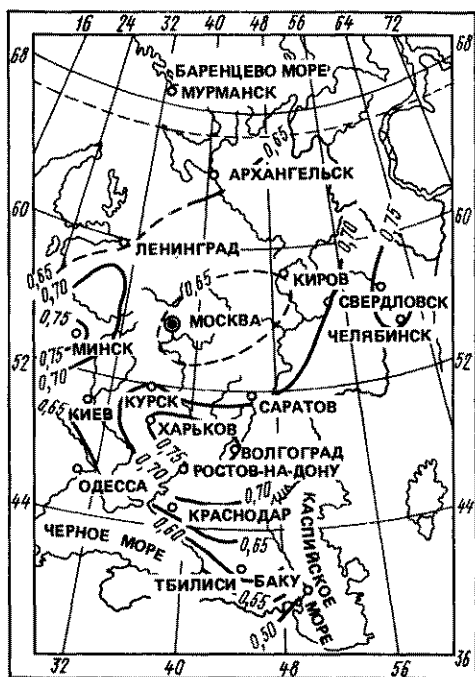 16 24 32 40 48 56 64 72
68 68
БАРЕНЦЕВО МОРЕ
МУРМАНСК
0,65
АРХАНГЕЛЬСК
60 60
0,70 0,75
ЛЕНИНГРАД
0,65
0,70
0,65
КИРОВ
СВЕРДЛОВСК
0,75
МОСКВА
ЧЕЛЯБИНСК
МИНСК
0,75
52 52
0,70
КУРСК
САРАТОВ
0,65
КИЕВ
ХАРЬКОВ
0,75
ВОЛГОГРАД
0,70
РОСТОВ-НА-ДОНУ
ОДЕССА
0,70
44 44
КРАСНОДАР
КАСПИЙСКОЕ МОРЕ
ЧЕРНОЕ МОРЕ
0,60
0,65
ТБИЛИСИ
БАКУ
0,55
0,50
32 40 48 56 36